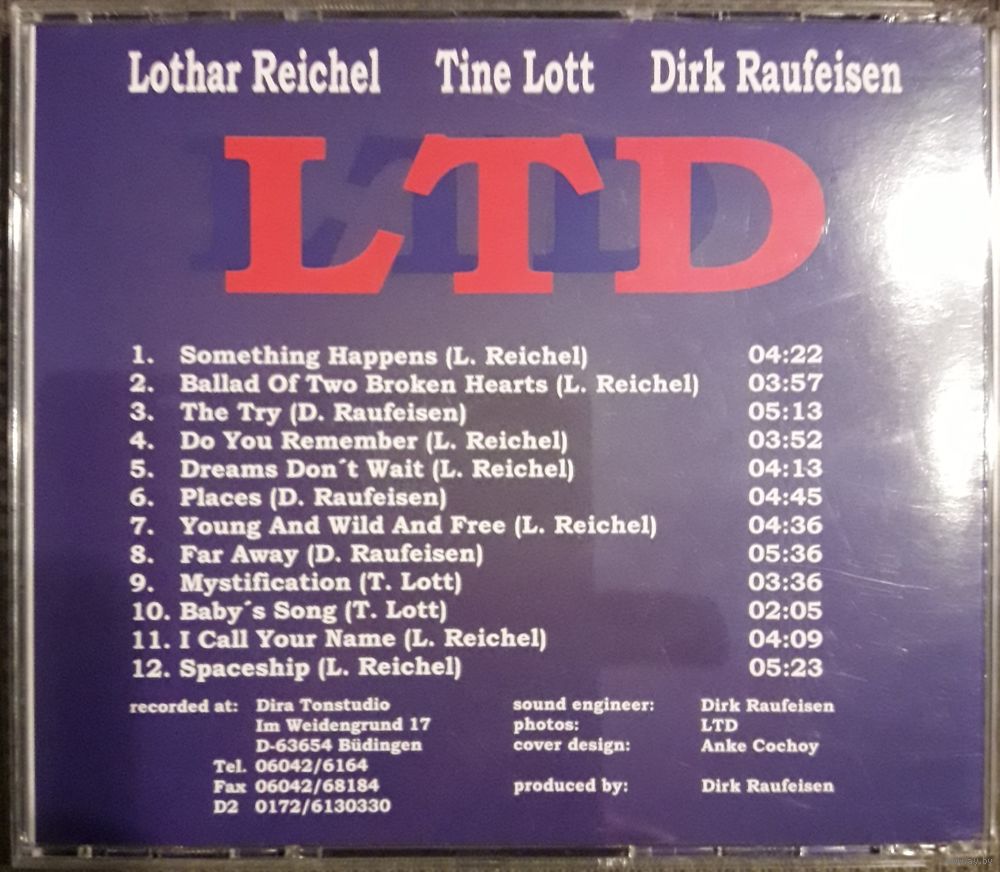 Lothar Reichel Tine Lott Dirk Raufeisen
LTD
1. Something Happens (L. Reichel) 04:22
2. Ballad Of Two Broken Hearts (L. Reichel) 03:57
3. The Try (D. Raufeisen) 05:13
4. Do You Remember (L. Reichel) 03:52
5. Dreams Don´t Wait (L. Reichel) 04:13
6. Places (D. Raufeisen) 04:45
7. Young And Wild And Free (L. Reichel) 04:36
8. Far Away (D. Raufeisen) 05:36
9. Mystification (T. Lott) 03:36
10. Baby´s Song (T. Lott) 02:05
11. I Call Your Name (L. Reichel) 04:09
12. Spaceship (L. Reichel) 05:23
recorded at: Dira Tonstudio sound engineer: Dirk Raufeisen
Im Weidengrund 17 photos: LTD
D-63654 Büdingen cover design: Anke Cochoy
Tel. 06042/6164
Fax 06042/68184 produced by: Dirk Raufeisen
D2 0172/6130330